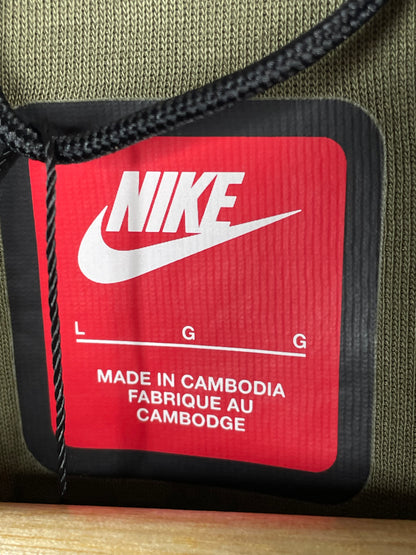 NIKE
L G G
MADE IN CAMBODIA
FABRIQUE AU
CAMBODGE